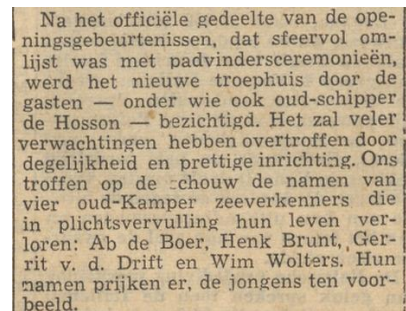 Na het officiële gedeelte van de ope-
ningsgebeurtenissen, dat sfeervol om-
lijst was met padvindersceremonieën,
werd het nieuwe troephuis door de
gasten — onder wie ook oud-schipper
de Hosson — bezichtigd. Het zal veler
verwachtingen hebben overtroffen door
degelijkheid en prettige inrichting. Ons
troffen op de schouw de namen van
vier oud-Kamper zeeverkenners die
in plichtsvervulling hun leven ver-
loren: Ab de Boer, Henk Brunt, Ger-
rit v. d. Drift en Wim Wolters. Hun
namen prijken er, de jongens ten voor-
beeld.